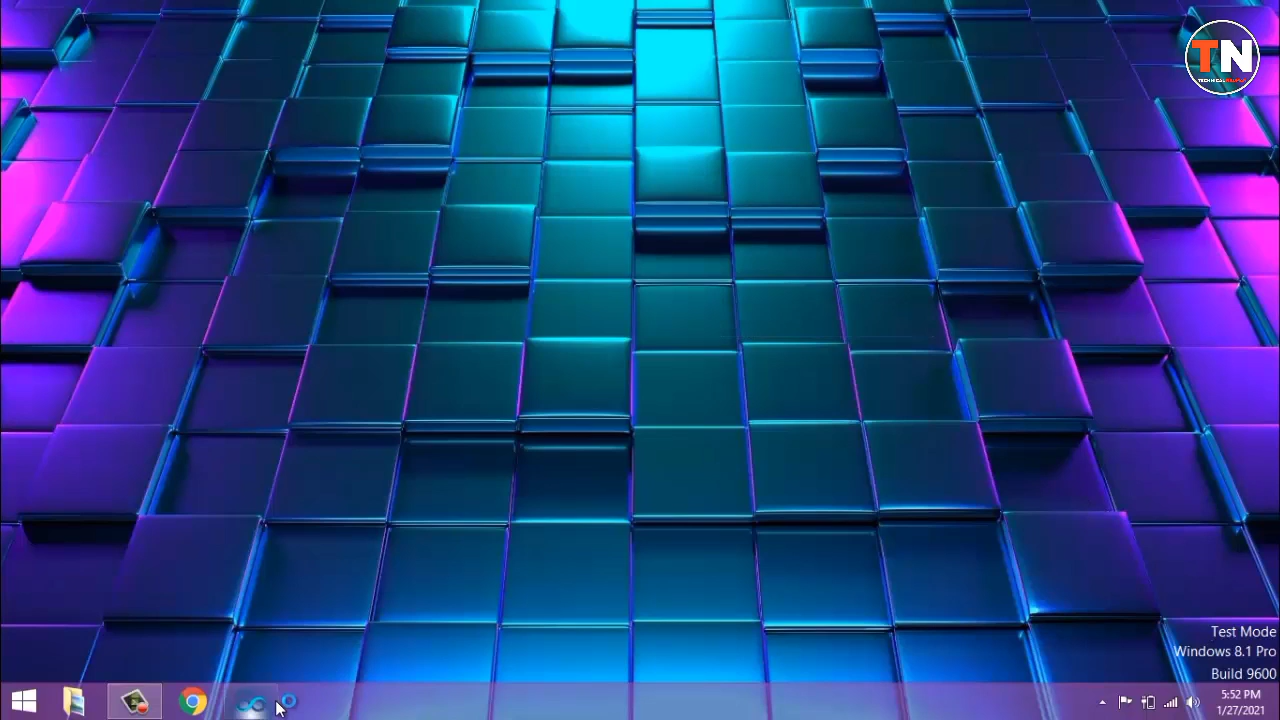 TN
Test Mode
Windows 8.1 Pro
Build 9600
5:52 PM
1/27/2021